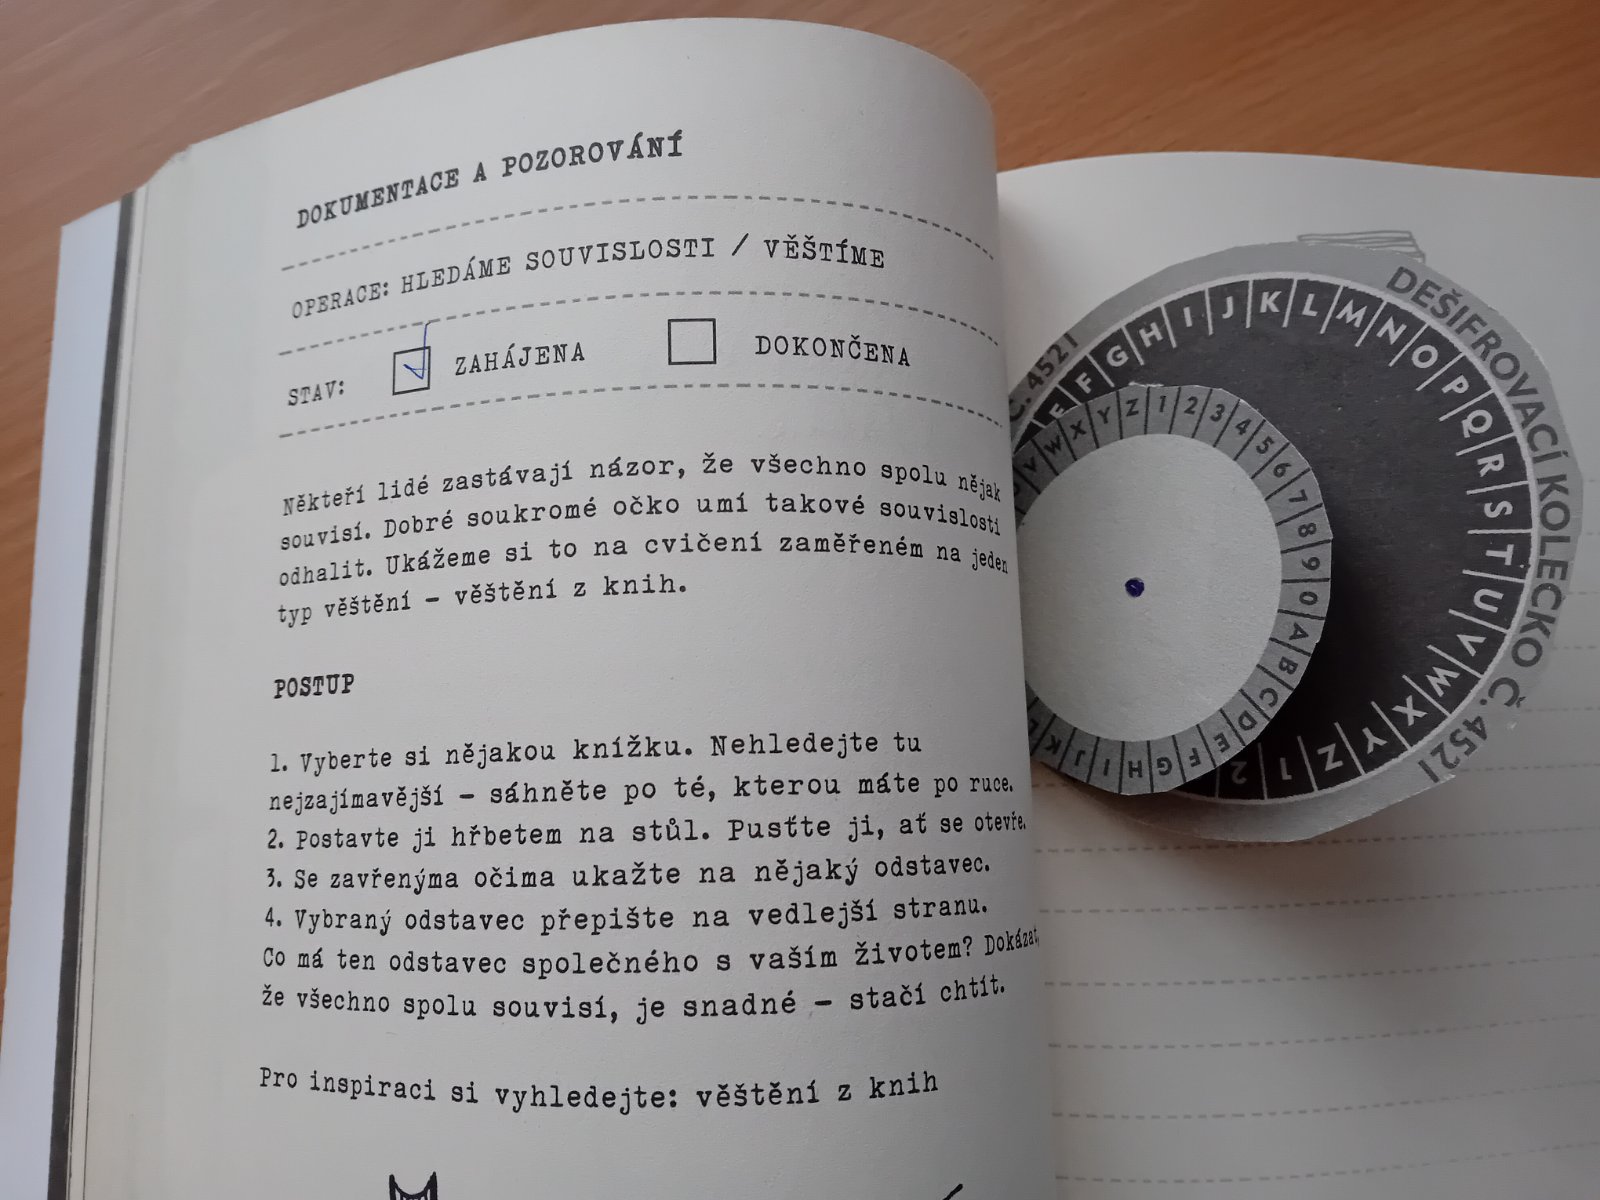 DOKUMENTACE A POZOROVÁNÍ
OPERACE: HLEDÁME SOUVISLOSTI / VĚŠTÍME
STAV: ZAHÁJENA DOKONČENA
Někteří lidé zastávají názor, že všechno spolu nějak
souvisí. Dobré soukromé očko umí takové souvislosti
odhalit. Ukážeme si to na cvičení zaměřeném na jeden
typ věštění – věštění z knih.
POSTUP
1. Vyberte si nějakou knížku. Nehledejte tu
nejzajímavější – sáhněte po té, kterou máte po ruce.
2. Postavte ji hřbetem na stůl. Pusťte ji, ať se otevře.
3. Se zavřenýma očima ukažte na nějaký odstavec.
4. Vybraný odstavec přepište na vedlejší stranu.
Co má ten odstavec společného s vaším životem? Dokázat,
že všechno spolu souvisí, je snadné – stačí chtít.
Pro inspiraci si vyhledejte: věštění z knih
Č. 4521
DEŠIFROVACÍ KOLEČKO Č. 4521
E F G H I J K L M N O P Q R S T U V W X Y Z 1 2
V W X Y Z 1 2 3 4 5 6 7 8 9 0 A B C D E F G H I J K L